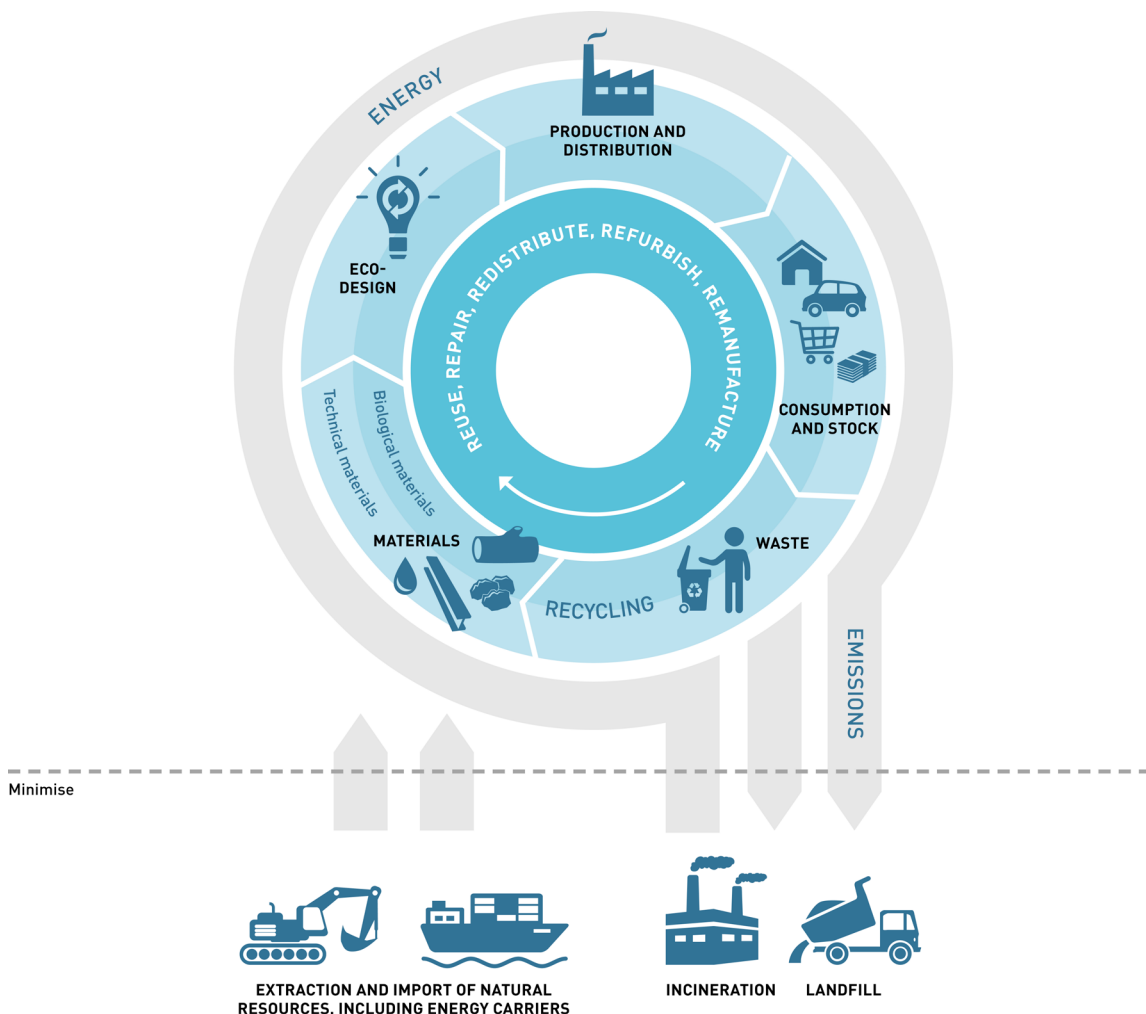 ENERGY
PRODUCTION AND
DISTRIBUTION
ECO-
DESIGN
REUSE, REPAIR, REDISTRIBUTE, REFURBISH, REMANUFACTURE
CONSUMPTION
AND STOCK
Technical materials
Biological materials
MATERIALS
WASTE
RECYCLING
EMISSIONS
Minimise
EXTRACTION AND IMPORT OF NATURAL
RESOURCES, INCLUDING ENERGY CARRIERS
INCINERATION
LANDFILL